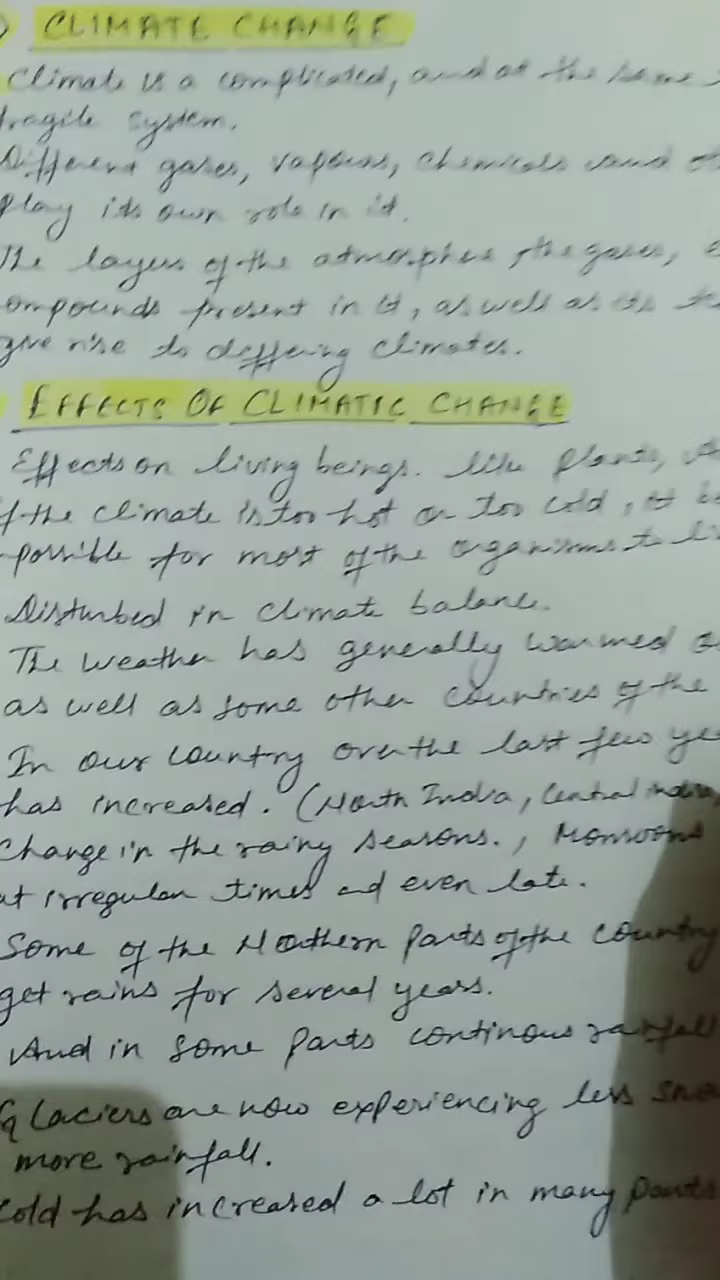 CLIMATE CHANGE
Climate is a complicated, and at the same
fragile system.
Different gases, vapours, chemicals and
play its own role in it.
The layers of the atmosphere, the gases,
compounds present in it, as well as its
give rise to differing climates.
EFFECTS OF CLIMATIC CHANGE
Effects on living beings. like plants,
If the climate is too hot or too cold, it
possible for most of the organisms to
Disturbed in climate balance.
The weather has generally warmed
as well as some other countries of the
In our country over the last few
has increased. (North India, Central India,
Change in the rainy seasons., Monsoons
at irregular times and even late.
Some of the Northern parts of the country
get rains for several years.
And in some parts continous rainfall
Glaciers are now experiencing less
more rainfall.
Cold has increased a lot in many parts